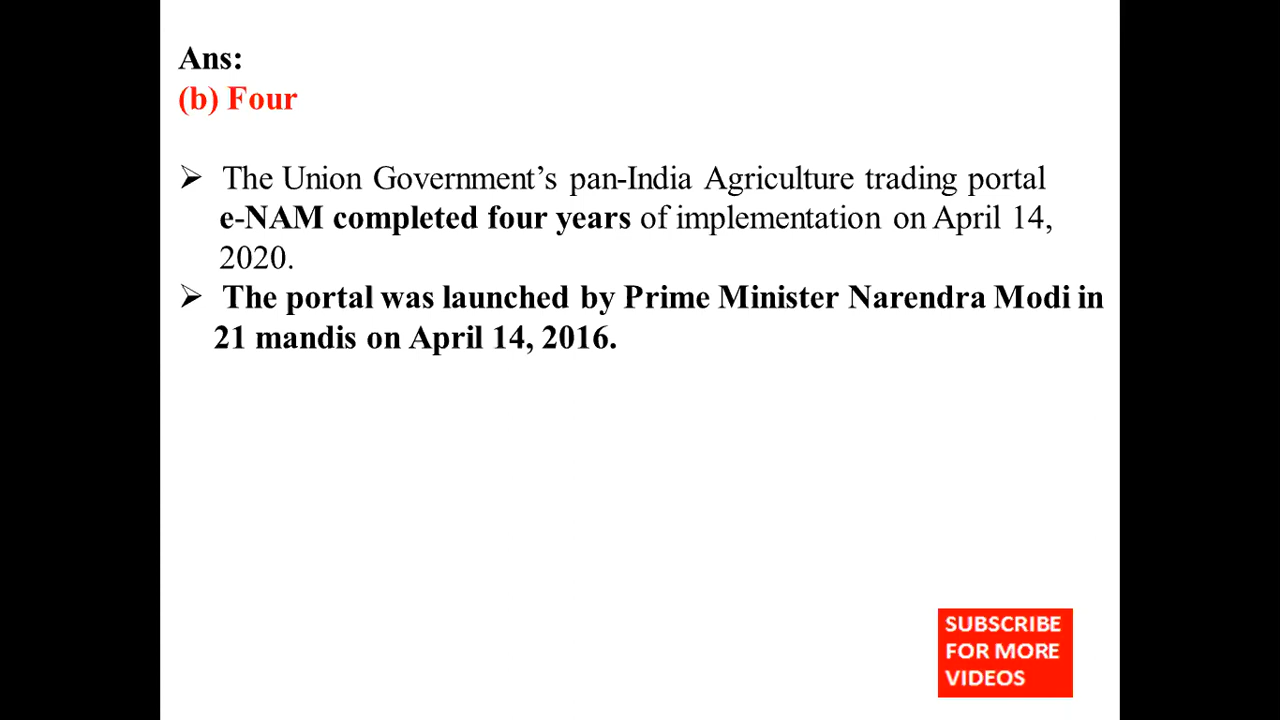 Ans:
(b) Four
➢ The Union Government’s pan-India Agriculture trading portal
e-NAM completed four years of implementation on April 14,
2020.
➢ The portal was launched by Prime Minister Narendra Modi in
21 mandis on April 14, 2016.
SUBSCRIBE
FOR MORE
VIDEOS